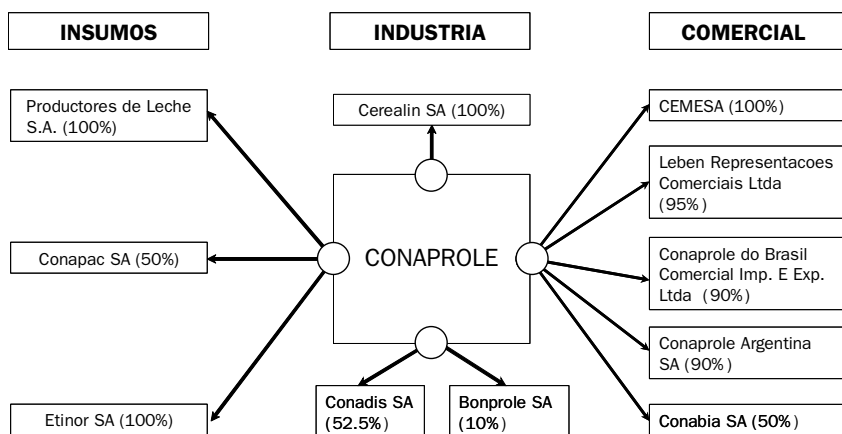 INSUMOS
INDUSTRIA
COMERCIAL
Productores de Leche
S.A. (100%)
Conapac SA (50%)
Etinor SA (100%)
Cerealin SA (100%)
CONAPROLE
Conadis SA
(52.5%)
Bonprole SA
(10%)
CEMESA (100%)
Leben Representacoes
Comerciais Ltda
(95%)
Conaprole do Brasil
Comercial Imp. E Exp.
Ltda (90%)
Conaprole Argentina
SA (90%)
Conabia SA (50%)